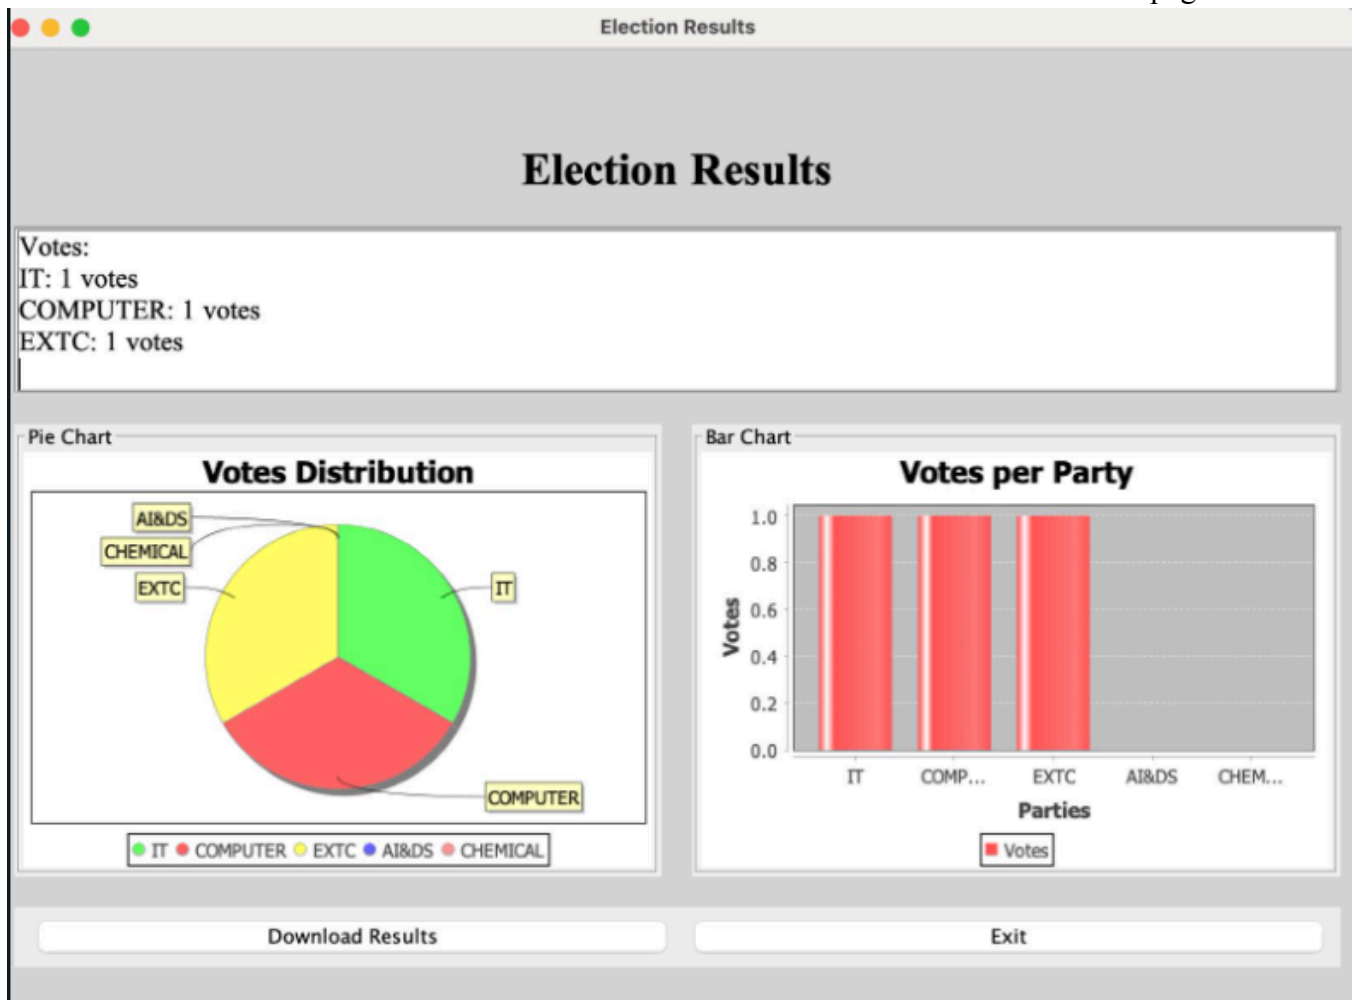 Election Results
Election Results
Votes:
IT: 1 votes
COMPUTER: 1 votes
EXTC: 1 votes
Pie Chart
Votes Distribution
AI&DS
CHEMICAL
EXTC
IT
COMPUTER
IT COMPUTER EXTC AI&DS CHEMICAL
Bar Chart
Votes per Party
1.0
0.8
0.6
0.4
0.2
0.0
Votes
IT COMP... EXTC AI&DS CHEM...
Parties
Votes
Download Results
Exit